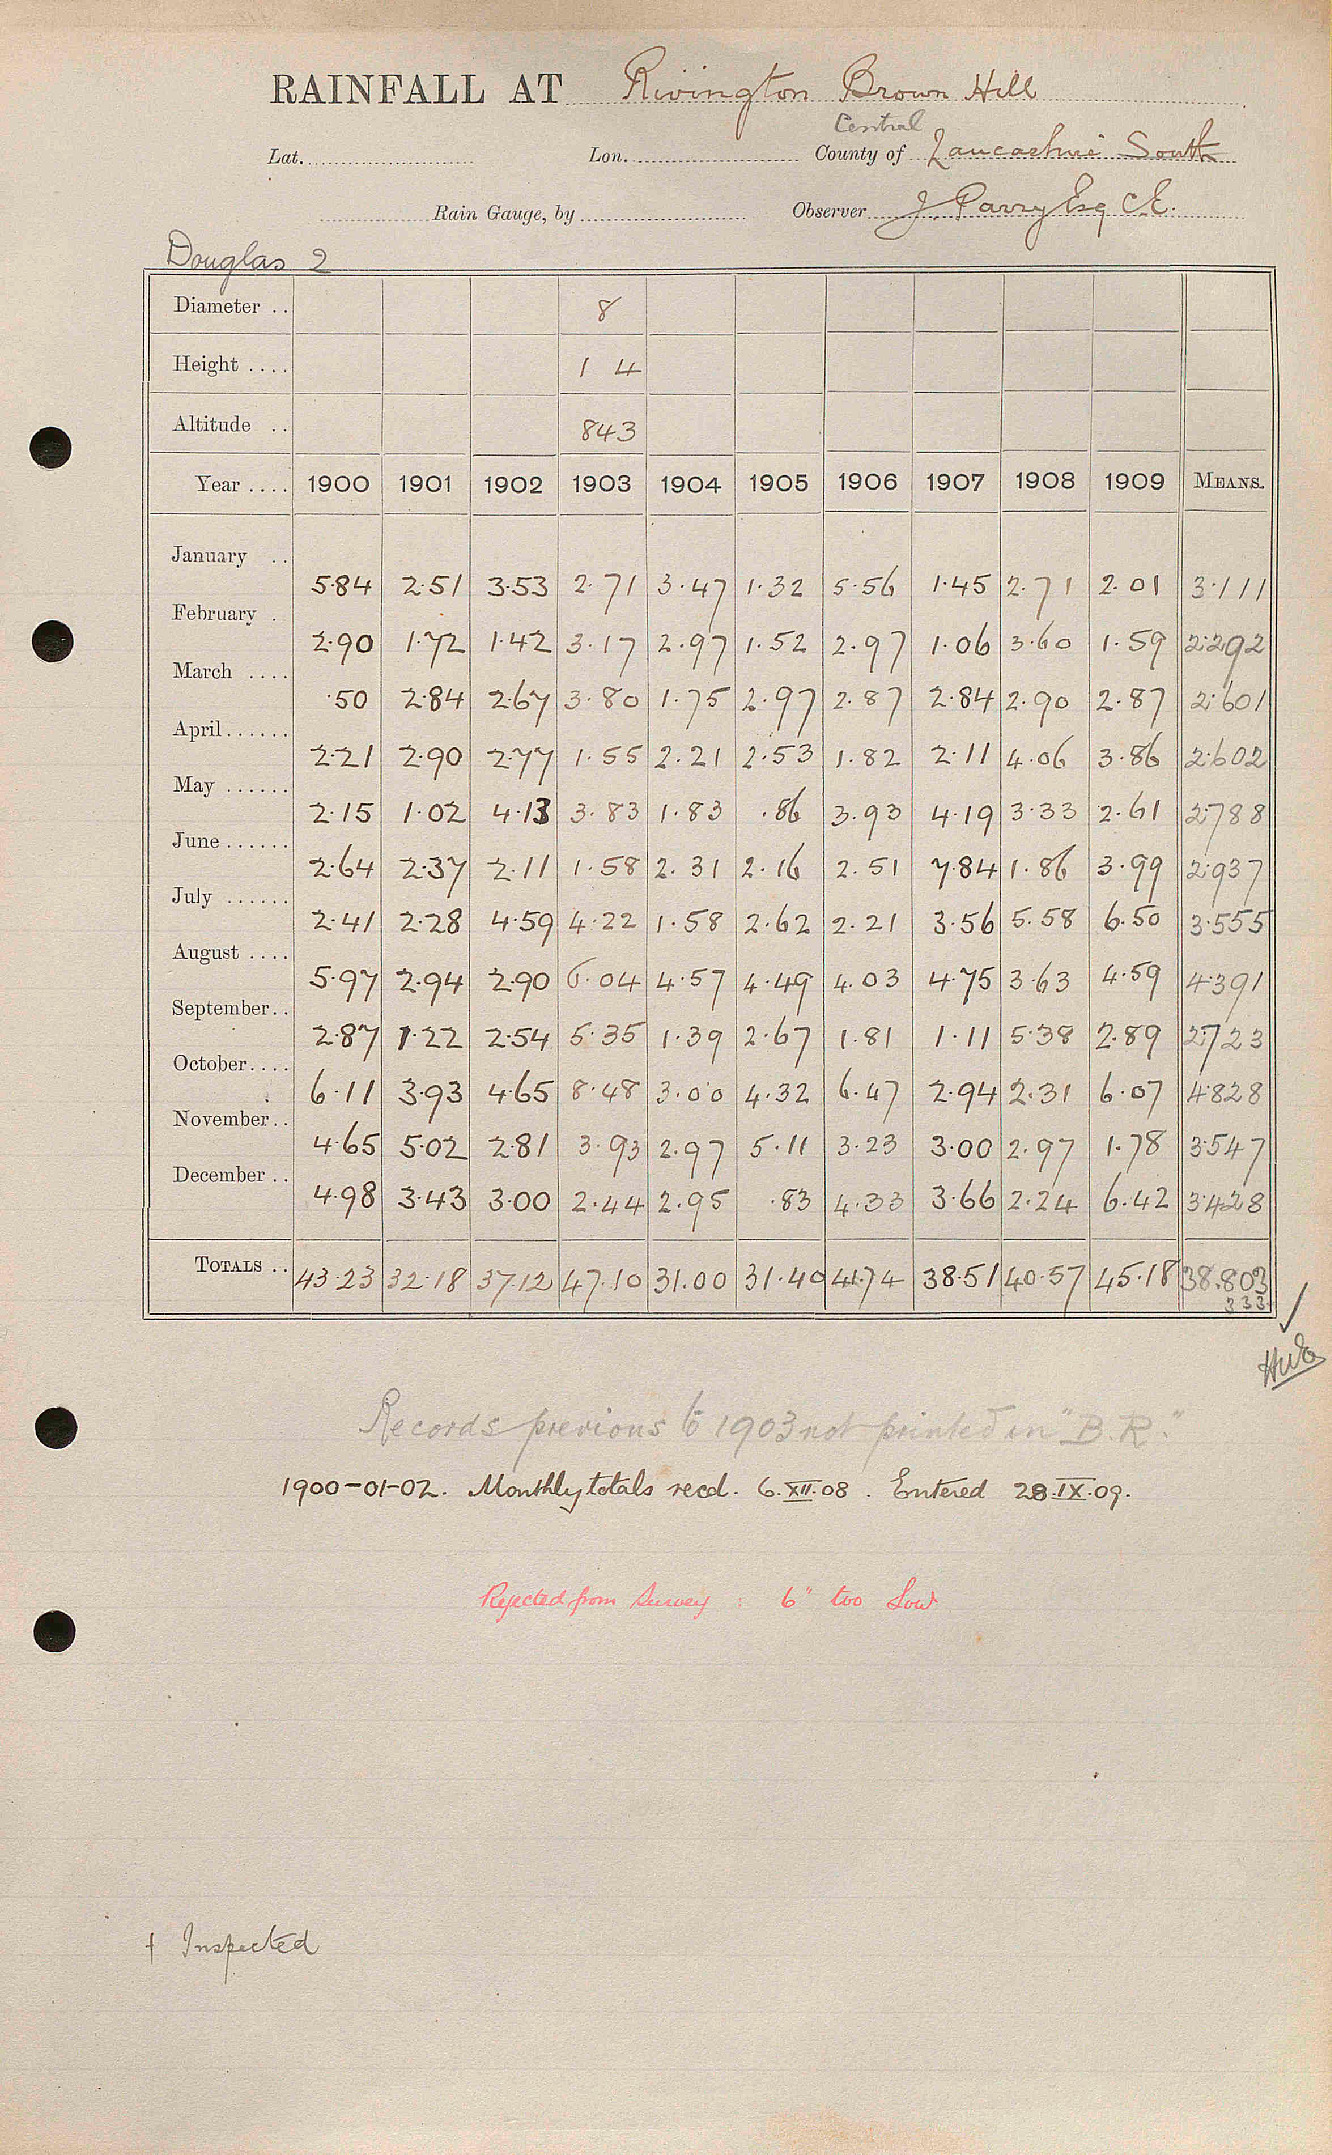 RAINFALL AT Rivington Brown Hill
Central
Lat. Lon. County of Lancashire South
Rain Gauge, by Observer J. Parry Esq C.E.
Douglas 2
Diameter .. 8
Height .... 1 4
Altitude .. 843
Year .... 1900 1901 1902 1903 1904 1905 1906 1907 1908 1909 MEANS.
January .. 5.84 2.51 3.53 2.71 3.47 1.32 5.56 1.45 2.71 2.01 3.111
February . 2.90 1.72 1.42 3.17 2.97 1.52 2.97 1.06 3.60 1.59 2.292
March .... .50 2.84 2.67 3.80 1.75 2.97 2.87 2.84 2.90 2.87 2.601
April...... 2.21 2.90 2.77 1.55 2.21 2.53 1.82 2.11 4.06 3.86 2.602
May ...... 2.15 1.02 4.13 3.83 1.83 .86 3.93 4.19 3.33 2.61 2.788
June...... 2.64 2.37 2.11 1.58 2.31 2.16 2.51 7.84 1.86 3.99 2.937
July ...... 2.41 2.28 4.59 4.22 1.58 2.62 2.21 3.56 5.58 6.50 3.555
August .... 5.97 2.94 2.90 6.04 4.57 4.49 4.03 4.75 3.63 4.59 4.391
September.. 2.87 1.22 2.54 5.35 1.39 2.67 1.81 1.11 5.38 2.89 2.723
October.... 6.11 3.93 4.65 8.48 3.00 4.32 6.47 2.94 2.31 6.07 4.828
November.. 4.65 5.02 2.81 3.93 2.97 5.11 3.23 3.00 2.97 1.78 3.547
December .. 4.98 3.43 3.00 2.44 2.95 .83 4.33 3.66 2.24 6.42 3.428
TOTALS .. 43.23 32.18 37.12 47.10 31.00 31.40 41.74 38.51 40.57 45.18 38.803
333
Records previous to 1903 not printed in "B.R."
1900-01-02. Monthly totals recd. 6.XII.08. Entered 28.IX.09.
Rejected from Survey : 6" too low
† Inspected